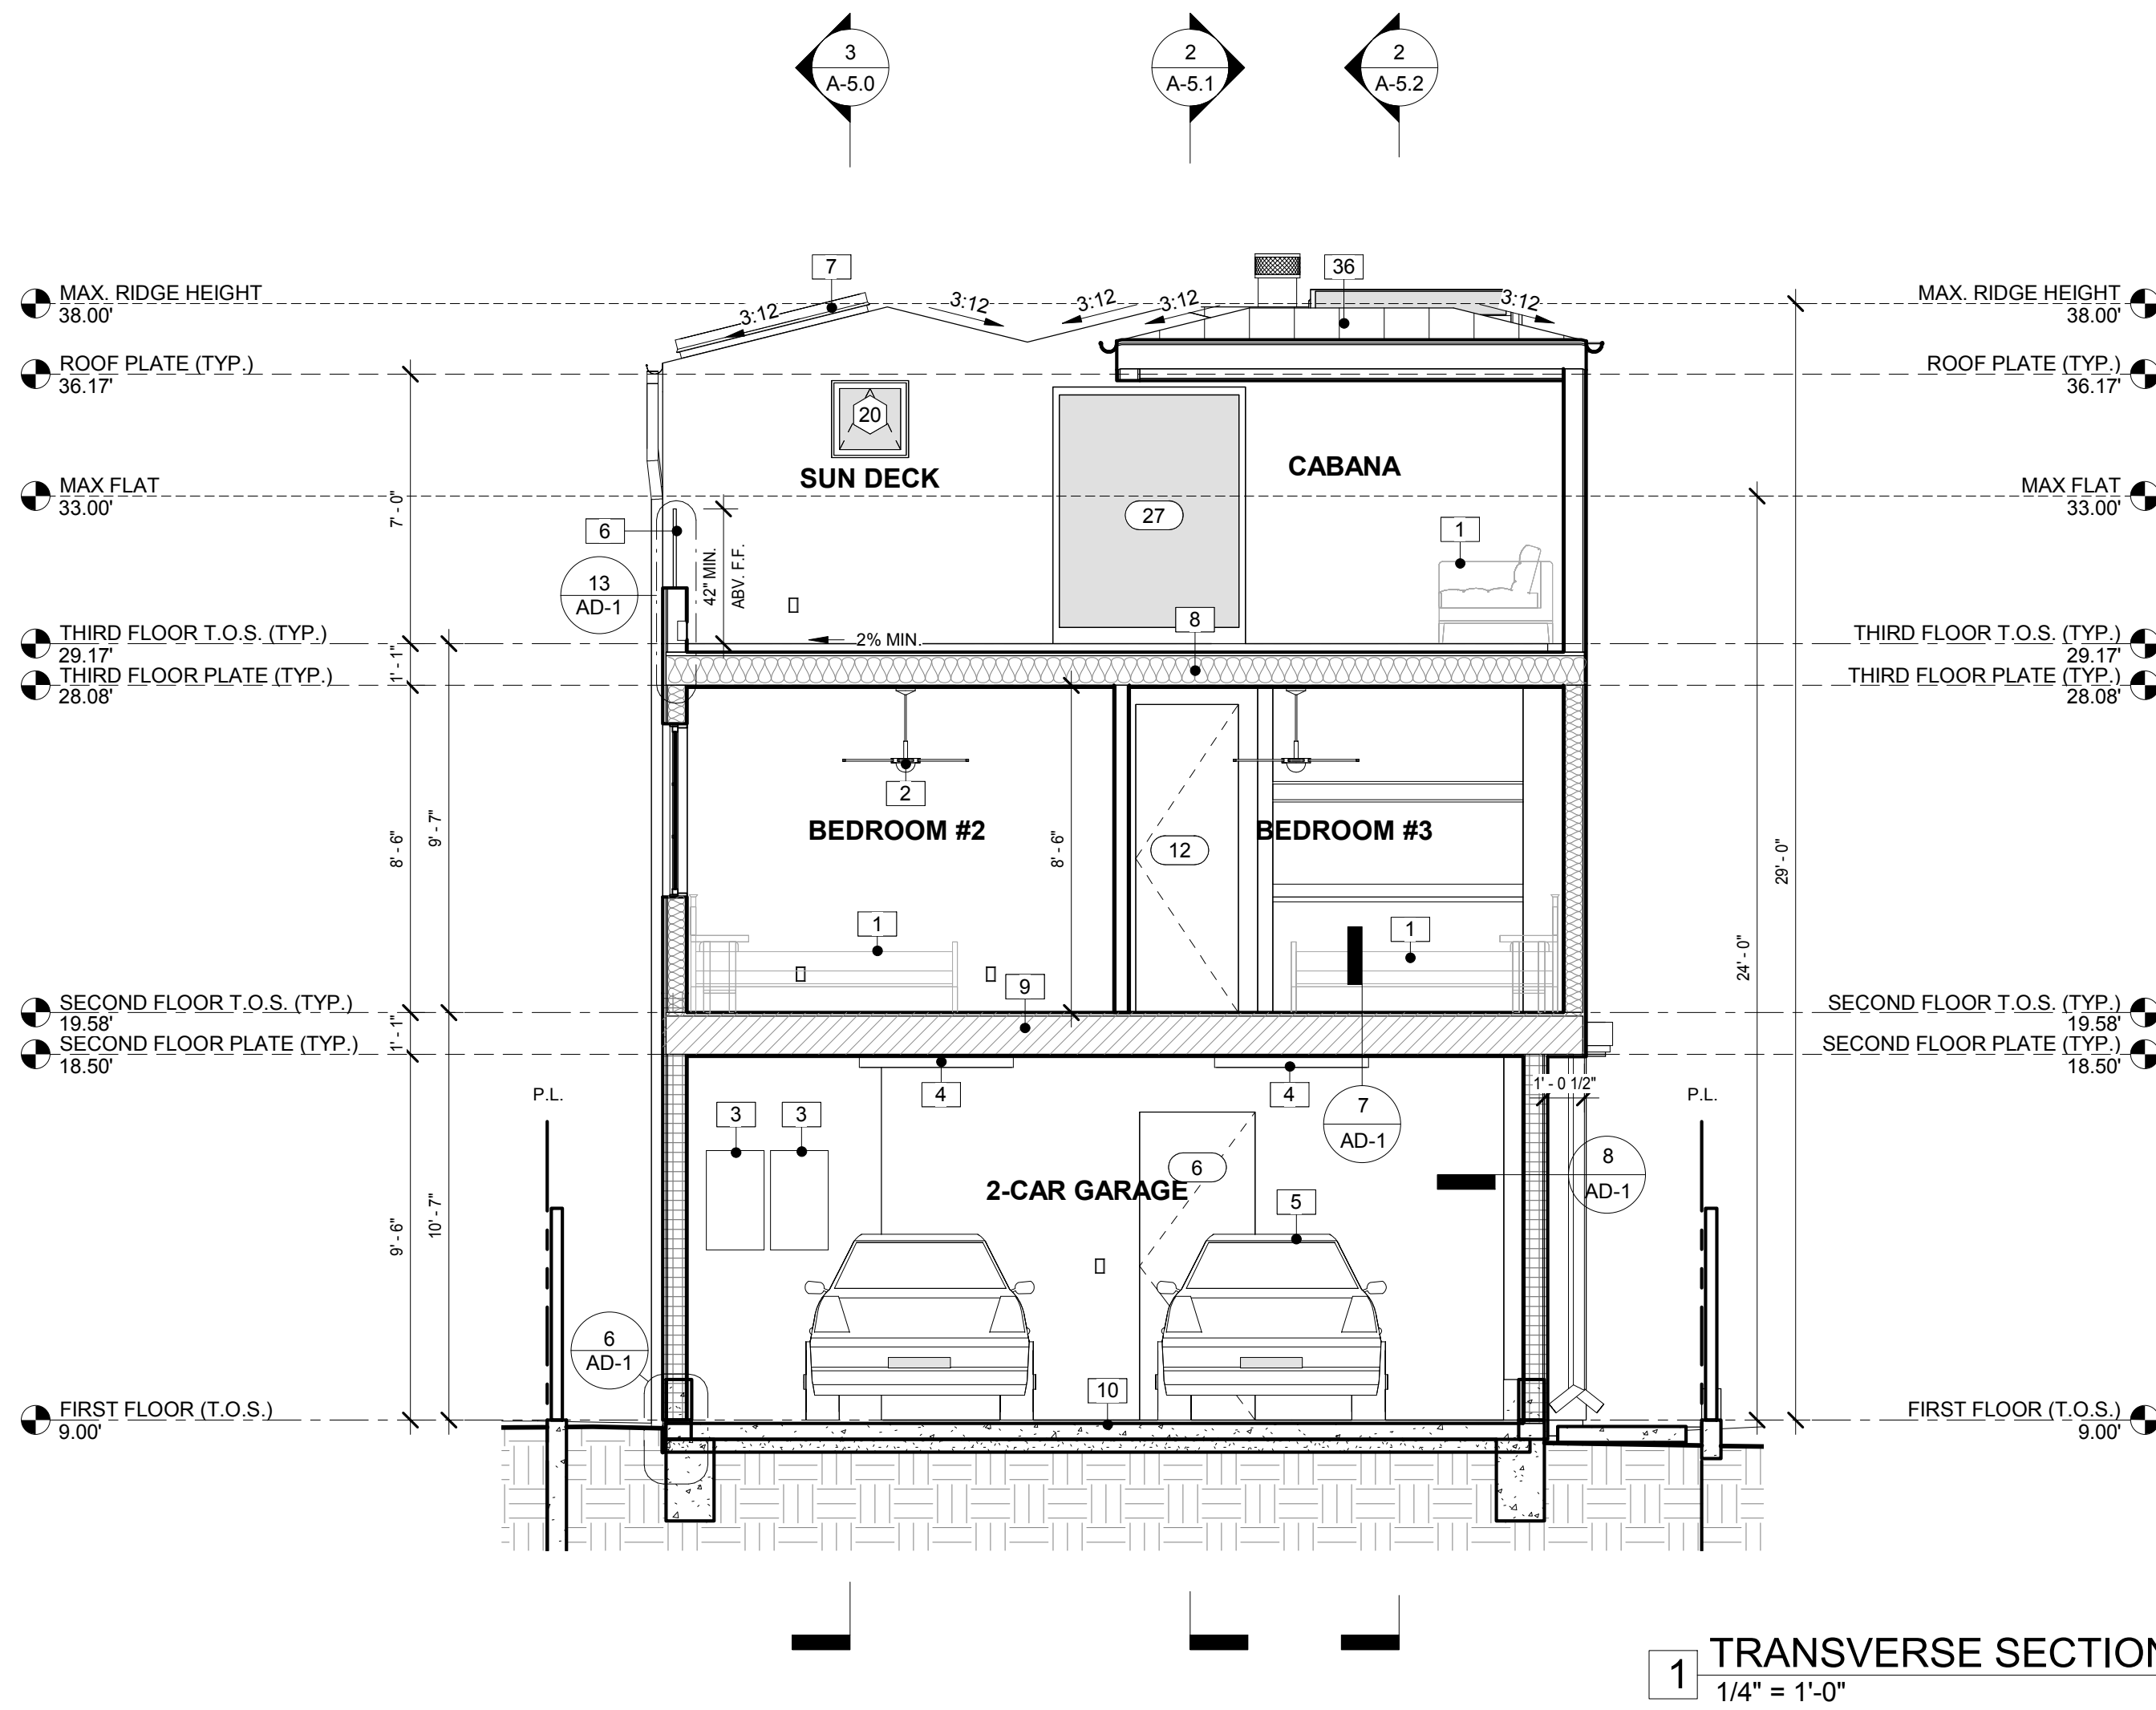 3
A-5.0
2
A-5.1
2
A-5.2
7
36
MAX. RIDGE HEIGHT
38.00'
3:12
3:12
3:12
3:12
3:12
MAX. RIDGE HEIGHT
38.00'
ROOF PLATE (TYP.)
36.17'
ROOF PLATE (TYP.)
36.17'
20
SUN DECK
CABANA
MAX FLAT
33.00'
MAX FLAT
33.00'
7' - 0"
6
42" MIN.
ABV. F.F.
27
1
13
AD-1
8
2% MIN.
THIRD FLOOR T.O.S. (TYP.)
29.17'
THIRD FLOOR T.O.S. (TYP.)
29.17'
1' - 1"
THIRD FLOOR PLATE (TYP.)
28.08'
THIRD FLOOR PLATE (TYP.)
28.08'
2
BEDROOM #2
BEDROOM #3
8' - 6"
9' - 7"
8' - 6"
12
29' - 0"
1
1
24' - 0"
9
SECOND FLOOR T.O.S. (TYP.)
19.58'
SECOND FLOOR T.O.S. (TYP.)
19.58'
1' - 1"
SECOND FLOOR PLATE (TYP.)
18.50'
SECOND FLOOR PLATE (TYP.)
18.50'
P.L.
4
4
1' - 0 1/2"
P.L.
3
3
7
AD-1
8
AD-1
6
2-CAR GARAGE
5
9' - 6"
10' - 7"
6
AD-1
10
FIRST FLOOR (T.O.S.)
9.00'
FIRST FLOOR (T.O.S.)
9.00'
1
TRANSVERSE SECTION
1/4" = 1'-0"